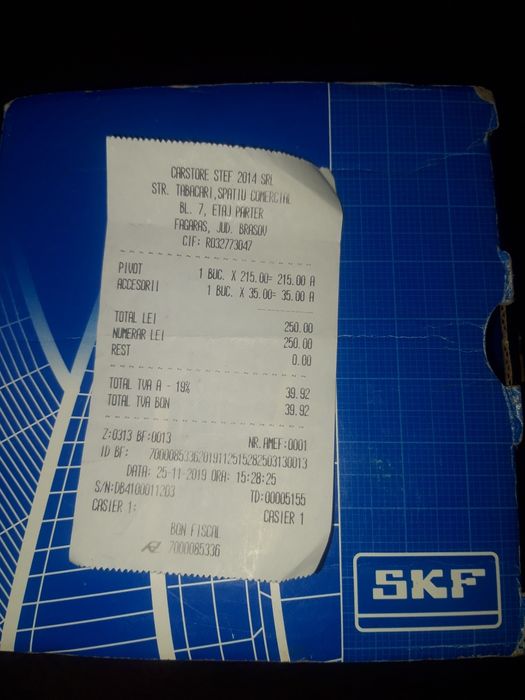 CARSTORE STEF 2014 SRL
STR. TABACARI,SPATIU COMERCIAL
BL. 7, ETAJ PARTER
FAGARAS, JUD. BRASOV
CIF: RO32773047
PIVOT 1 BUC. X 215.00= 215.00 A
ACCESORII 1 BUC. X 35.00= 35.00 A
TOTAL LEI 250.00
NUMERAR LEI 250.00
REST 0.00
TOTAL TVA A - 19% 39.92
TOTAL TVA BON 39.92
Z:0313 BF:0013 NR.AMEF:0001
ID BF: 70000853362019112515282503130013
DATA: 25-11-2019 ORA: 15:28:25
S/N:DB4100011203 TD:00005155
CASIER 1: CASIER 1
BON FISCAL
7000085336
SKF